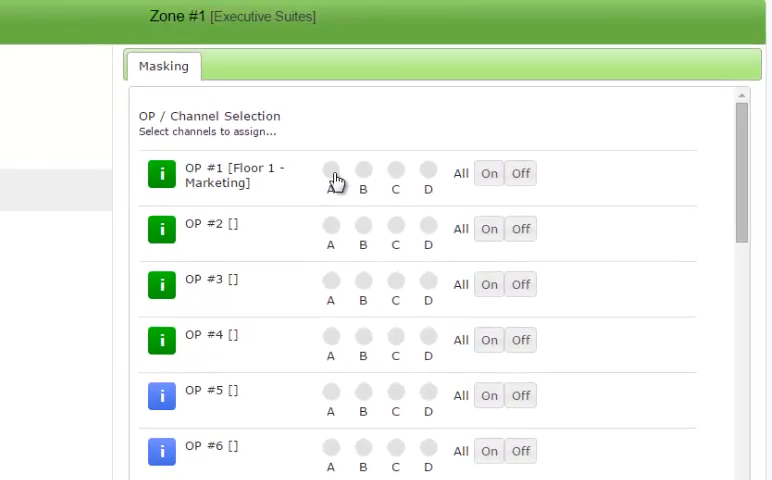 Zone #1 [Executive Suites]
Masking
OP / Channel Selection
Select channels to assign...
i OP #1 [Floor 1 - Marketing] A B C D All On Off
i OP #2 [] A B C D All On Off
i OP #3 [] A B C D All On Off
i OP #4 [] A B C D All On Off
i OP #5 [] A B C D All On Off
i OP #6 [] A B C D All On Off